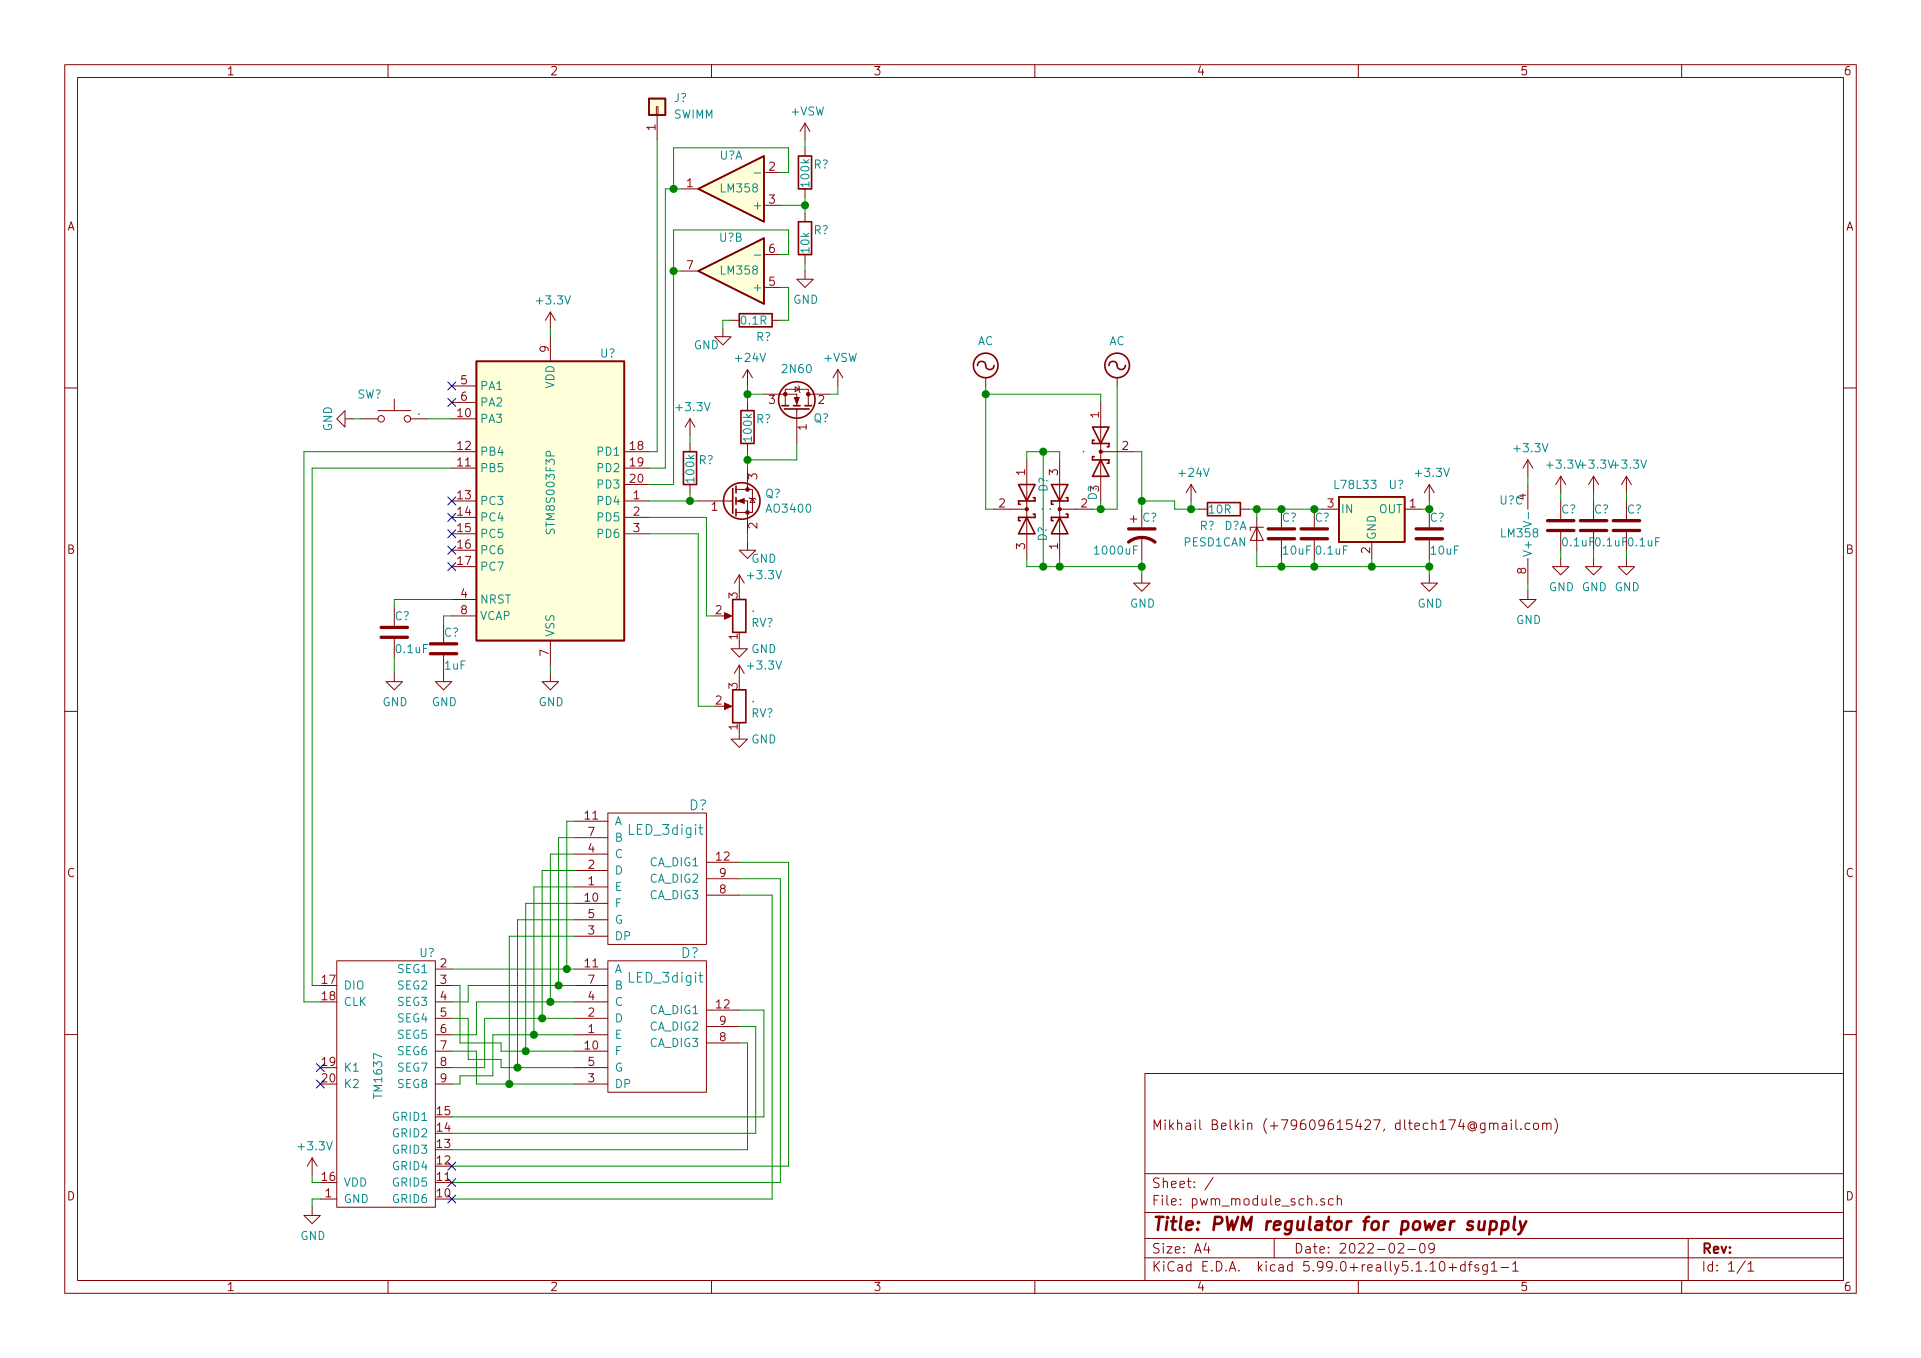 1 2 3 4 5 6
A
B
C
D
A
B
C
D
1 2 3 4 5 6
J?
SWIMM
1
+VSW
U?A
LM358
1
2
3
-
+
R?
100k
R?
10k
GND
U?B
LM358
7
6
5
-
+
0.1R
R?
GND
+24V
2N60
+VSW
3
2
1
Q?
100k
R?
+3.3V
100k
R?
Q?
AO3400
3
1
2
GND
+3.3V
U?
STM8S003F3P
9
VDD
5 PA1
6 PA2
10 PA3
12 PB4
11 PB5
13 PC3
14 PC4
15 PC5
16 PC6
17 PC7
4 NRST
8 VCAP
PD1 18
PD2 19
PD3 20
PD4 1
PD5 2
PD6 3
VSS
7
GND
SW?
GND
C?
0.1uF
GND
C?
1uF
GND
+3.3V
3
2
1
RV?
GND
+3.3V
3
2
1
RV?
GND
AC
AC
1
2
3
D?
1
2
3
D?
3
2
1
D?
+ C?
1000uF
GND
+24V
10R
R?
D?A
PESD1CAN
C?
10uF
C?
0.1uF
L78L33 U?
3 IN
OUT 1
GND
2
+3.3V
C?
10uF
GND
+3.3V
U?C
LM358
4
V-
V+
8
GND
+3.3V
C?
0.1uF
GND
+3.3V
C?
0.1uF
GND
+3.3V
C?
0.1uF
GND
D?
LED_3digit
11 A
7 B
4 C
2 D
1 E
10 F
5 G
3 DP
CA_DIG1 12
CA_DIG2 9
CA_DIG3 8
D?
LED_3digit
11 A
7 B
4 C
2 D
1 E
10 F
5 G
3 DP
CA_DIG1 12
CA_DIG2 9
CA_DIG3 8
U?
TM1637
17 DIO
18 CLK
19 K1
20 K2
16 VDD
1 GND
SEG1 2
SEG2 3
SEG3 4
SEG4 5
SEG5 6
SEG6 7
SEG7 8
SEG8 9
GRID1 15
GRID2 14
GRID3 13
GRID4 12
GRID5 11
GRID6 10
+3.3V
GND
Mikhail Belkin (+79609615427, dltech174@gmail.com)
Sheet: /
File: pwm_module_sch.sch
Title: PWM regulator for power supply
Size: A4 Date: 2022-02-09 Rev:
KiCad E.D.A. kicad 5.99.0+really5.1.10+dfsg1-1 Id: 1/1